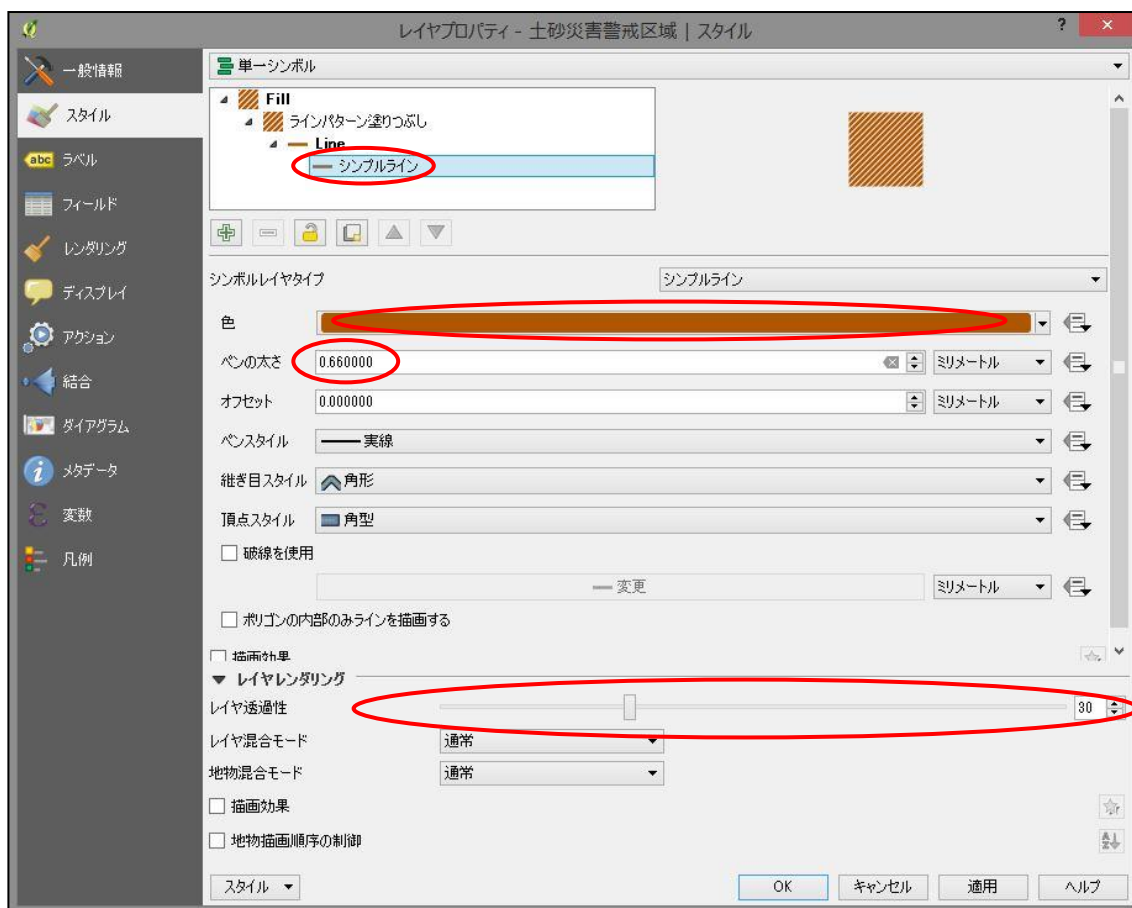 レイヤプロパティ - 土砂災害警戒区域 | スタイル
?
×
一般情報
スタイル
abc ラベル
フィールド
レンダリング
ディスプレイ
アクション
結合
ダイアグラム
メタデータ
変数
凡例
単一シンボル
Fill
ラインパターン塗りつぶし
Line
シンプルライン
シンボルレイヤタイプ シンプルライン
色
ペンの太さ 0.660000 ミリメートル
オフセット 0.000000 ミリメートル
ペンスタイル 実線
継ぎ目スタイル 角形
頂点スタイル 角型
破線を使用
変更 ミリメートル
ポリゴンの内部のみラインを描画する
描画効果
レイヤレンダリング
レイヤ透過性 30
レイヤ混合モード 通常
地物混合モード 通常
描画効果
地物描画順序の制御
スタイル OK キャンセル 適用 ヘルプ